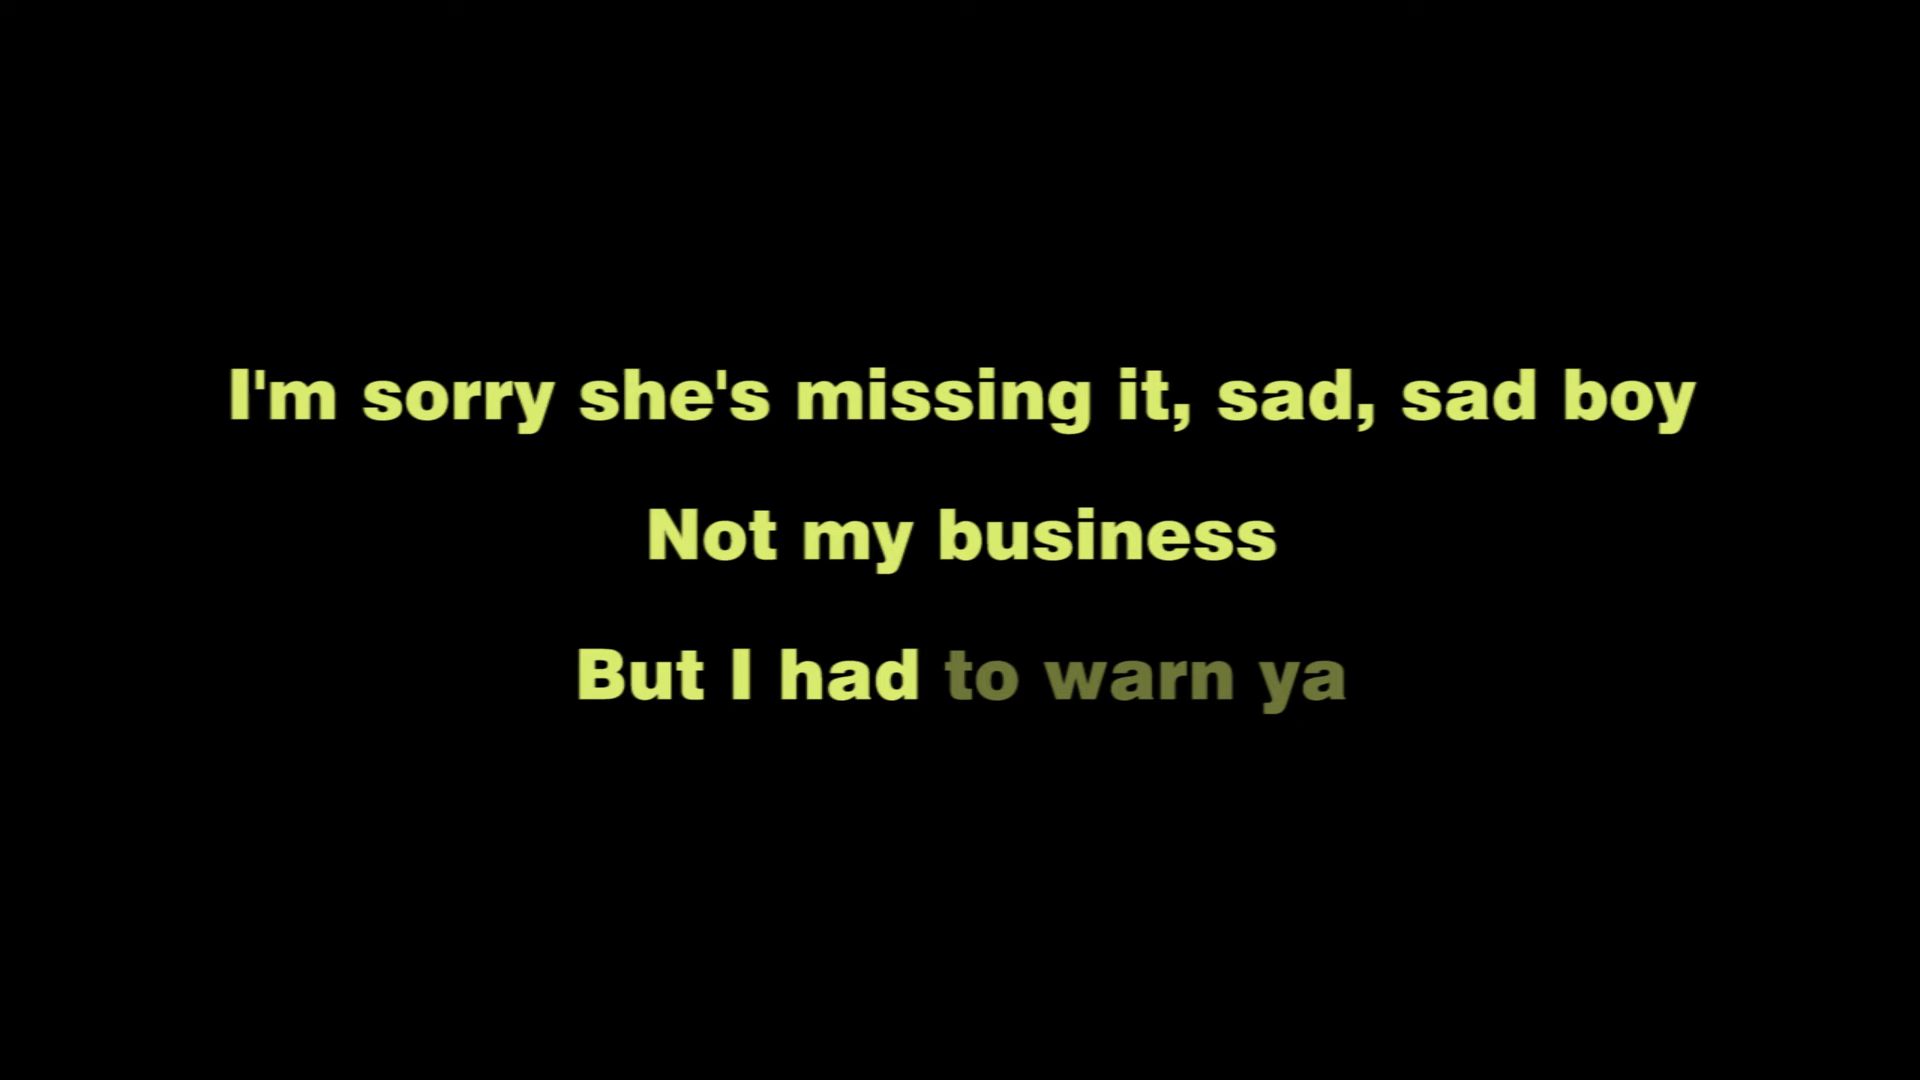 I'm sorry she's missing it, sad, sad boy
Not my business
But I had to warn ya